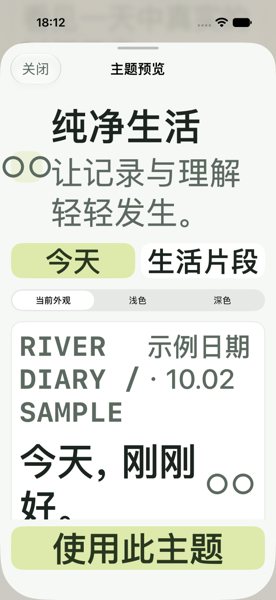 18:12
关闭
主题预览
纯净生活
让记录与理解
轻轻发生。
今天
生活片段
当前外观
浅色
深色
RIVER
DIARY /
SAMPLE
示例日期
· 10.02
今天，刚刚
好。
使用此主题